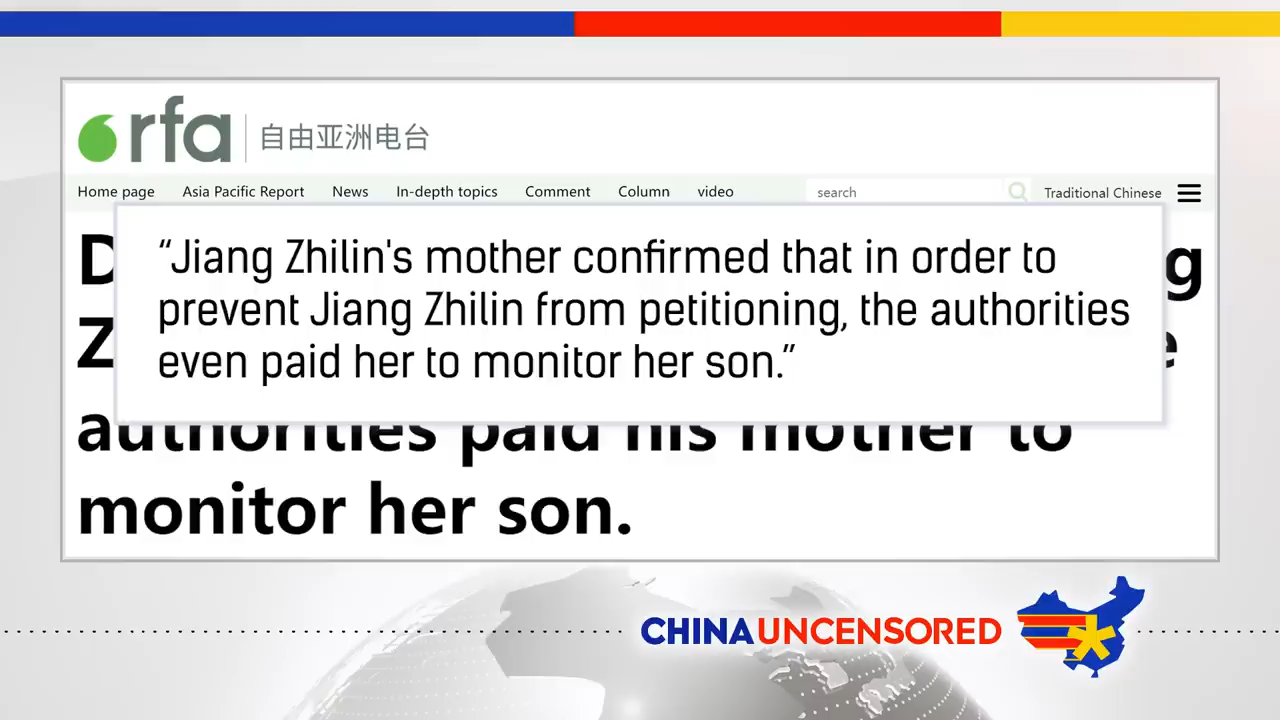 rfa 自由亚洲电台
Home page Asia Pacific Report News In-depth topics Comment Column video search Traditional Chinese
“Jiang Zhilin's mother confirmed that in order to
prevent Jiang Zhilin from petitioning, the authorities
even paid her to monitor her son.”
authorities paid his mother to
monitor her son.
CHINA UNCENSORED